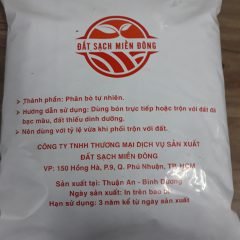 ĐẤT SẠCH MIỀN ĐÔNG
Thành phần: Phân bò tự nhiên.
Hướng dẫn sử dụng: Dùng bón trực tiếp hoặc trộn với đất đã
bạc màu, đất thiếu dinh dưỡng.
Nên dùng với tỷ lệ vừa khi phối trộn với đất.
CÔNG TY TNHH THƯƠNG MẠI DỊCH VỤ SẢN XUẤT
ĐẤT SẠCH MIỀN ĐÔNG
VP: 150 Hồng Hà, P.9, Q. Phú Nhuận, TP.HCM
Sản xuất tại: Thuận An - Bình Dương
Ngày sản xuất: In trên bao bì
Hạn sử dụng: 3 năm kể từ ngày sản xuất